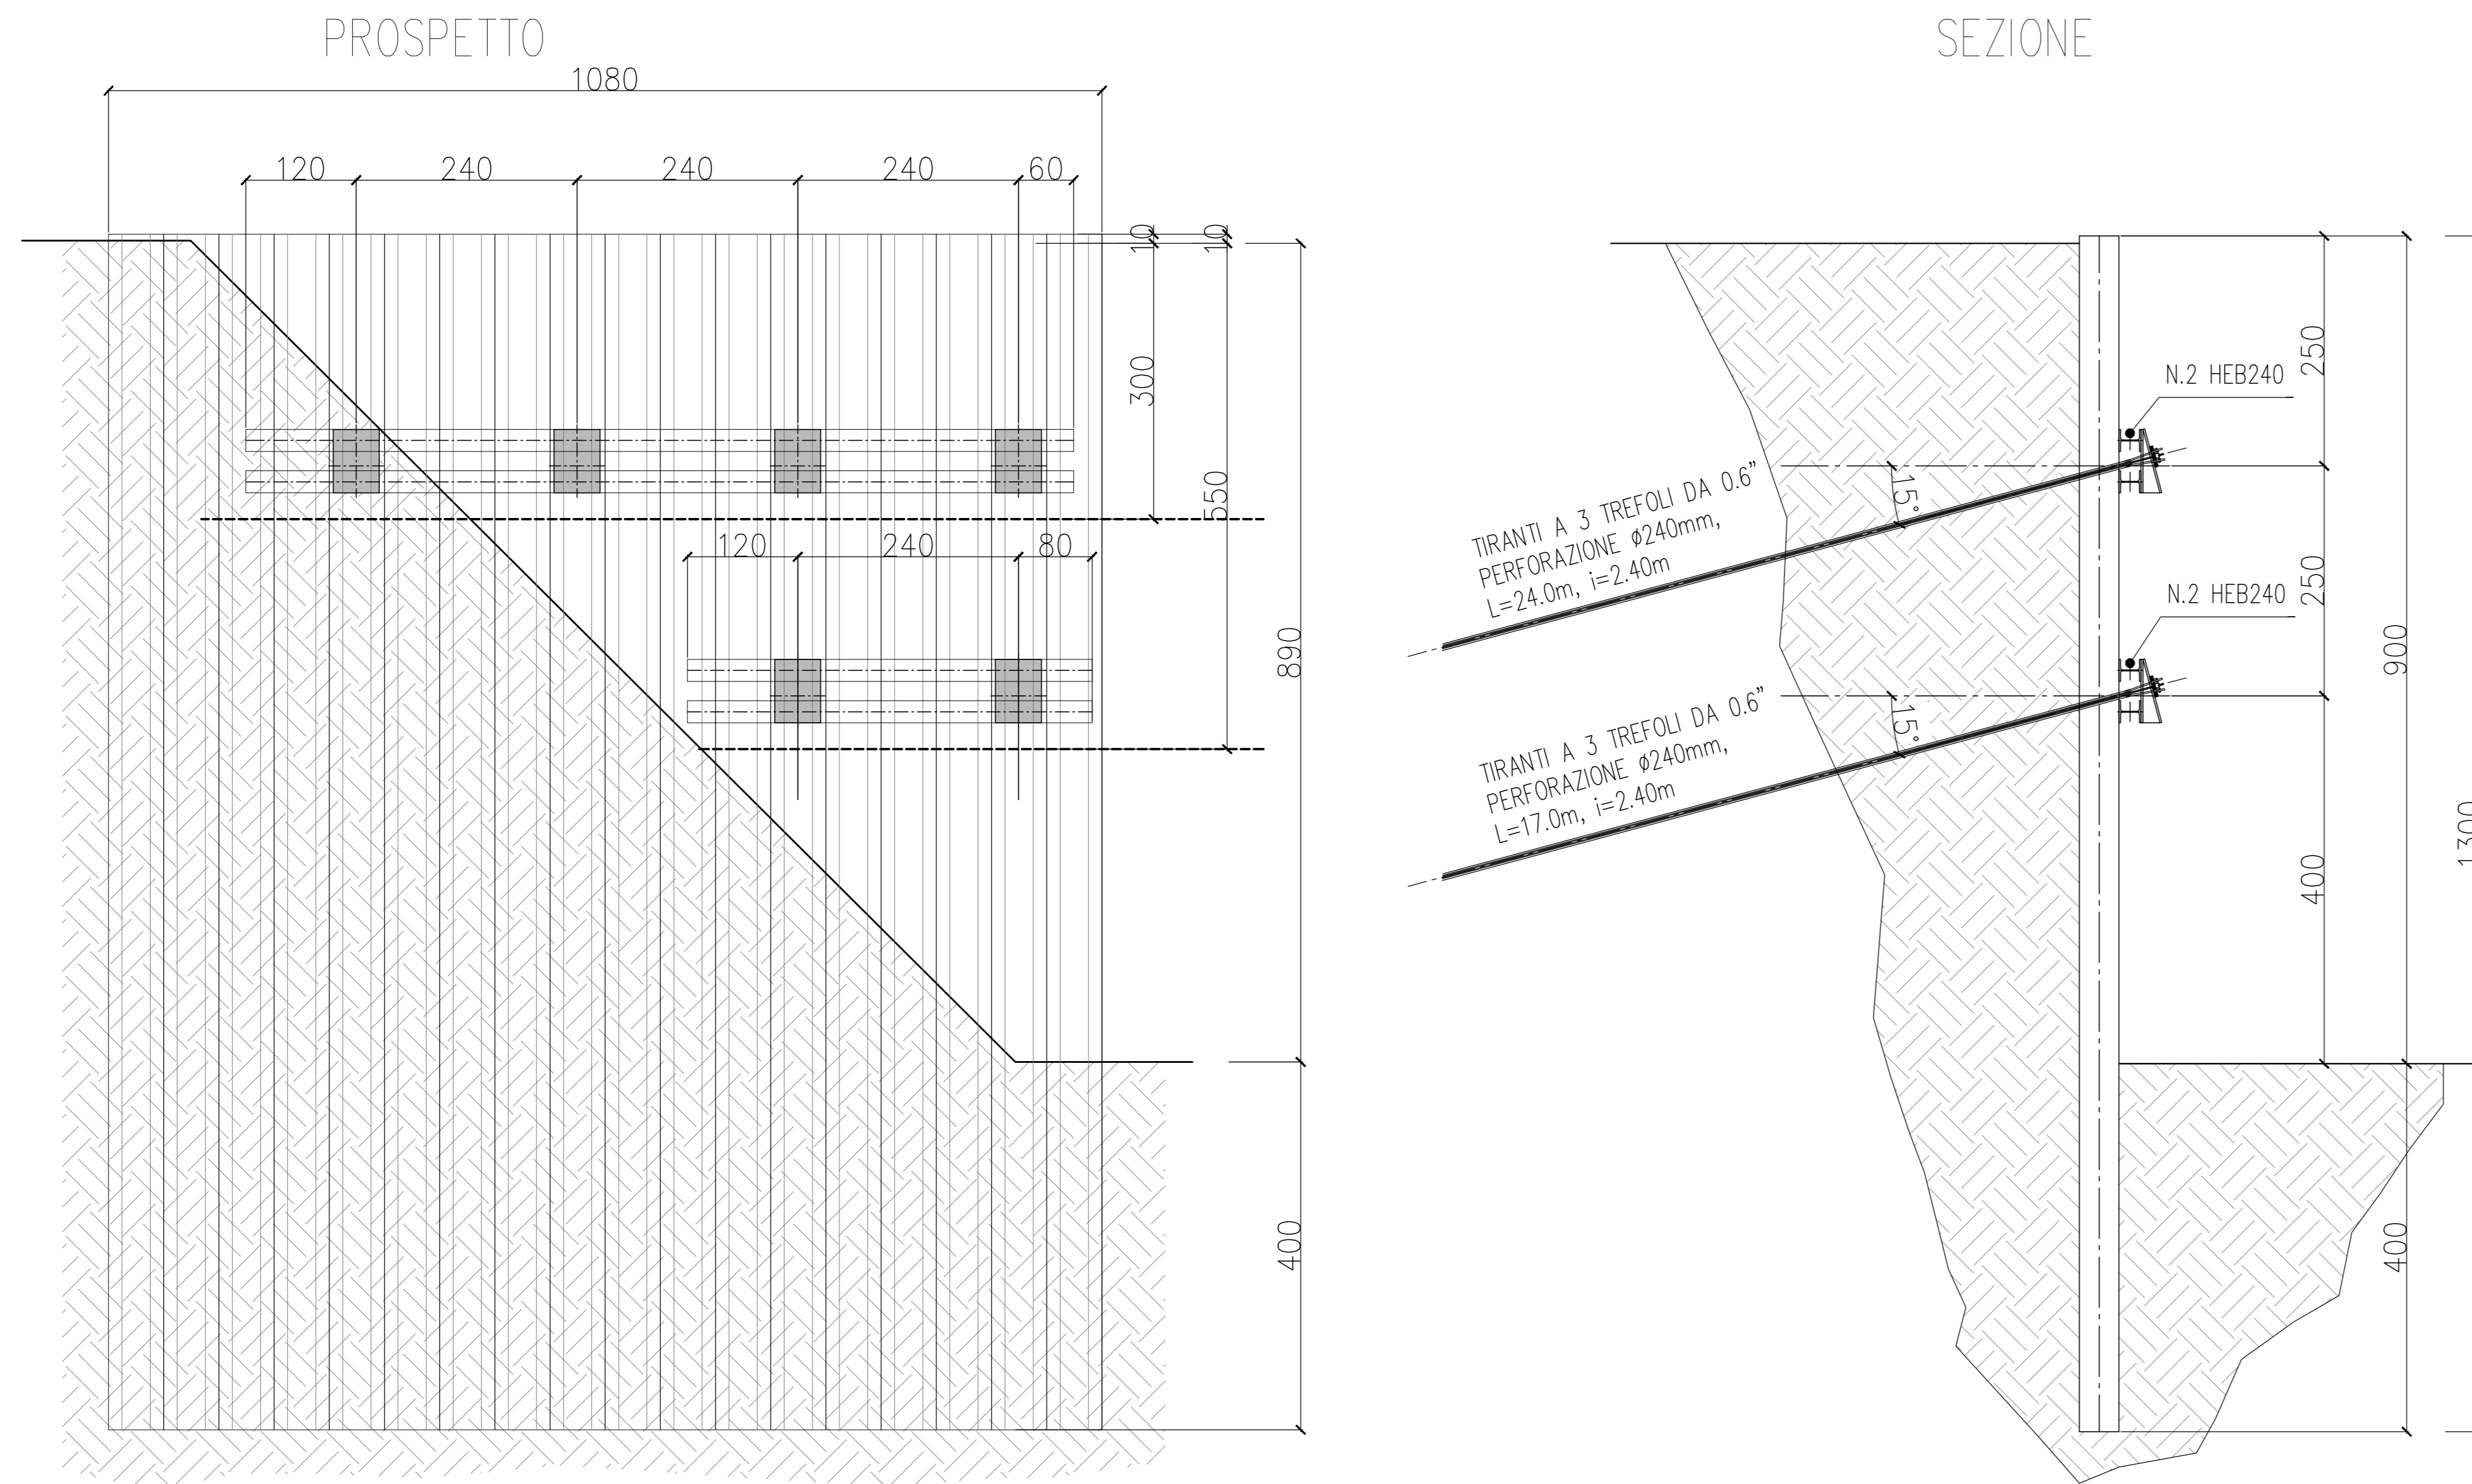 PROSPETTO
SEZIONE
1080
120
240
240
240
60
10
10
300
550
890
400
120
240
80
TIRANTI A 3 TREFOLI DA 0.6"
PERFORAZIONE ϕ240mm,
L=24.0m, i=2.40m
15°
N.2 HEB240
250
TIRANTI A 3 TREFOLI DA 0.6"
PERFORAZIONE ϕ240mm,
L=17.0m, i=2.40m
15°
N.2 HEB240
250
400
900
400
1300